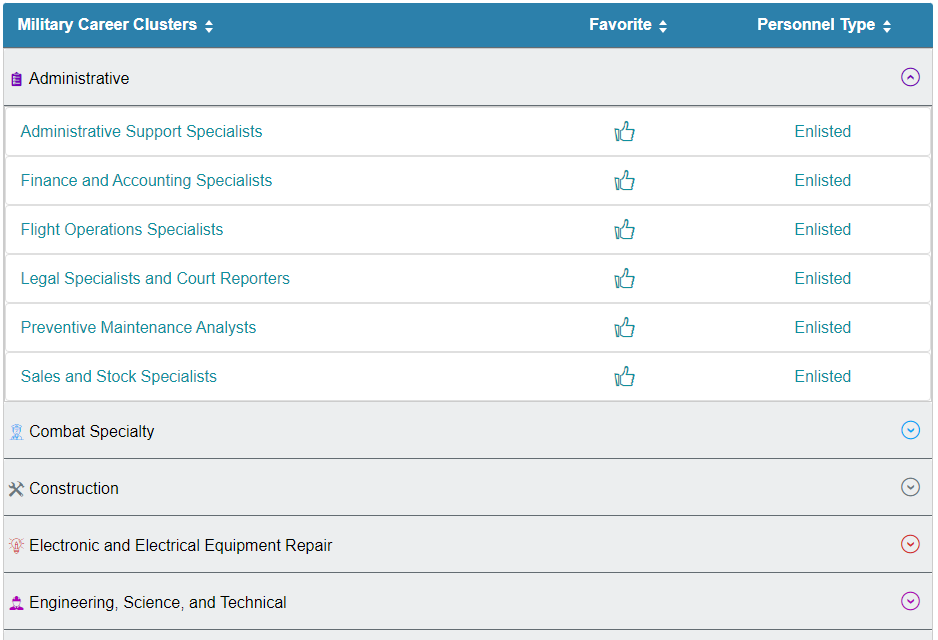 Military Career Clusters Favorite Personnel Type
Administrative
Administrative Support Specialists Enlisted
Finance and Accounting Specialists Enlisted
Flight Operations Specialists Enlisted
Legal Specialists and Court Reporters Enlisted
Preventive Maintenance Analysts Enlisted
Sales and Stock Specialists Enlisted
Combat Specialty
Construction
Electronic and Electrical Equipment Repair
Engineering, Science, and Technical